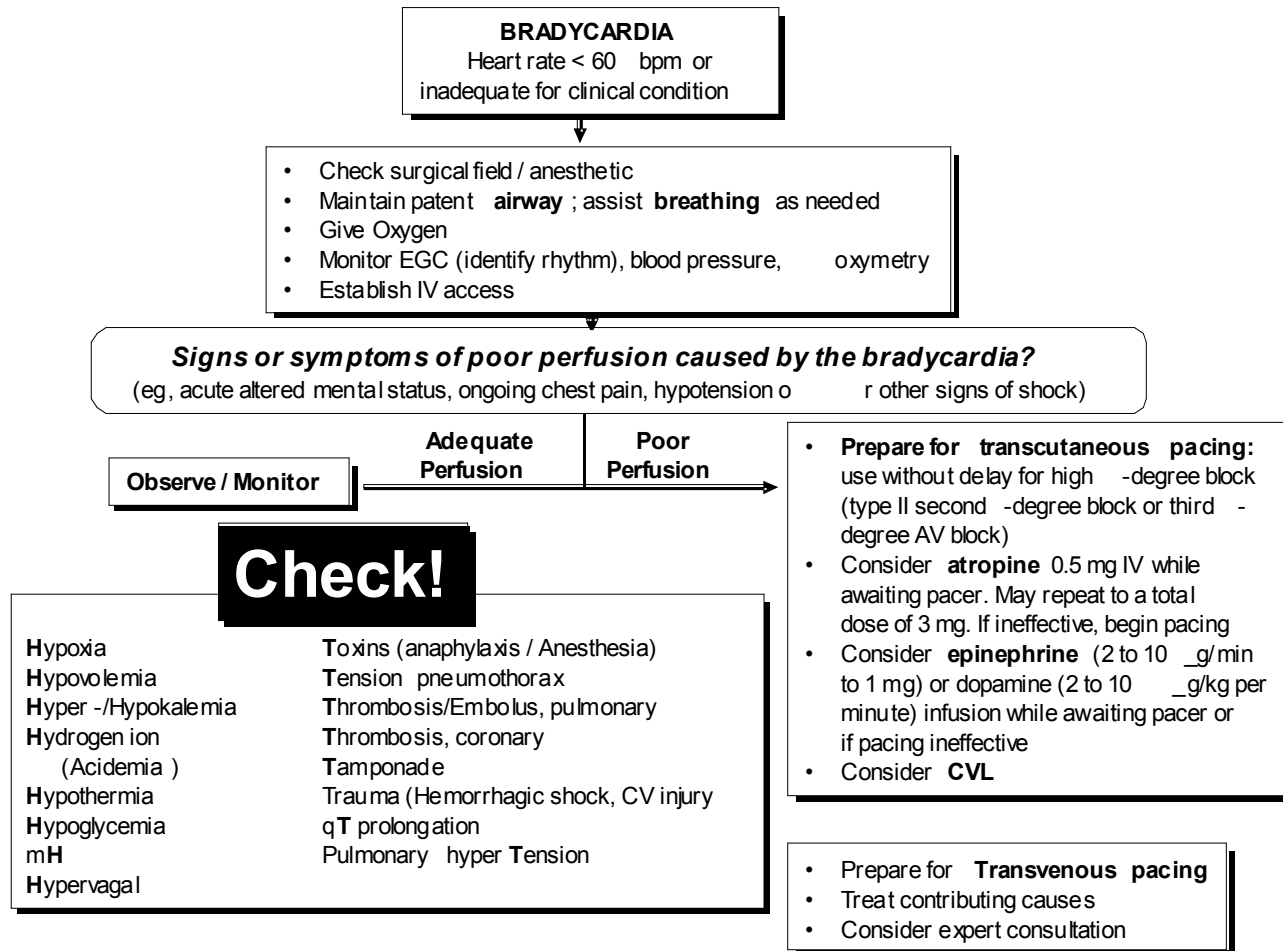 BRADYCARDIA
Heart rate < 60 bpm or
inadequate for clinical condition
• Check surgical field / anesthetic
• Maintain patent airway ; assist breathing as needed
• Give Oxygen
• Monitor EGC (identify rhythm), blood pressure, oxymetry
• Establish IV access
Signs or symptoms of poor perfusion caused by the bradycardia?
(eg, acute altered mental status, ongoing chest pain, hypotension o r other signs of shock)
Adequate
Perfusion
Poor
Perfusion
Observe / Monitor
• Prepare for transcutaneous pacing:
use without delay for high -degree block
(type II second -degree block or third -
degree AV block)
• Consider atropine 0.5 mg IV while
awaiting pacer. May repeat to a total
dose of 3 mg. If ineffective, begin pacing
• Consider epinephrine (2 to 10 _g/min
to 1 mg) or dopamine (2 to 10 _g/kg per
minute) infusion while awaiting pacer or
if pacing ineffective
• Consider CVL
Check!
Hypoxia
Hypovolemia
Hyper -/Hypokalemia
Hydrogen ion
(Acidemia )
Hypothermia
Hypoglycemia
mH
Hypervagal
Toxins (anaphylaxis / Anesthesia)
Tension pneumothorax
Thrombosis/Embolus, pulmonary
Thrombosis, coronary
Tamponade
Trauma (Hemorrhagic shock, CV injury
qT prolongation
Pulmonary hyper Tension
• Prepare for Transvenous pacing
• Treat contributing causes
• Consider expert consultation